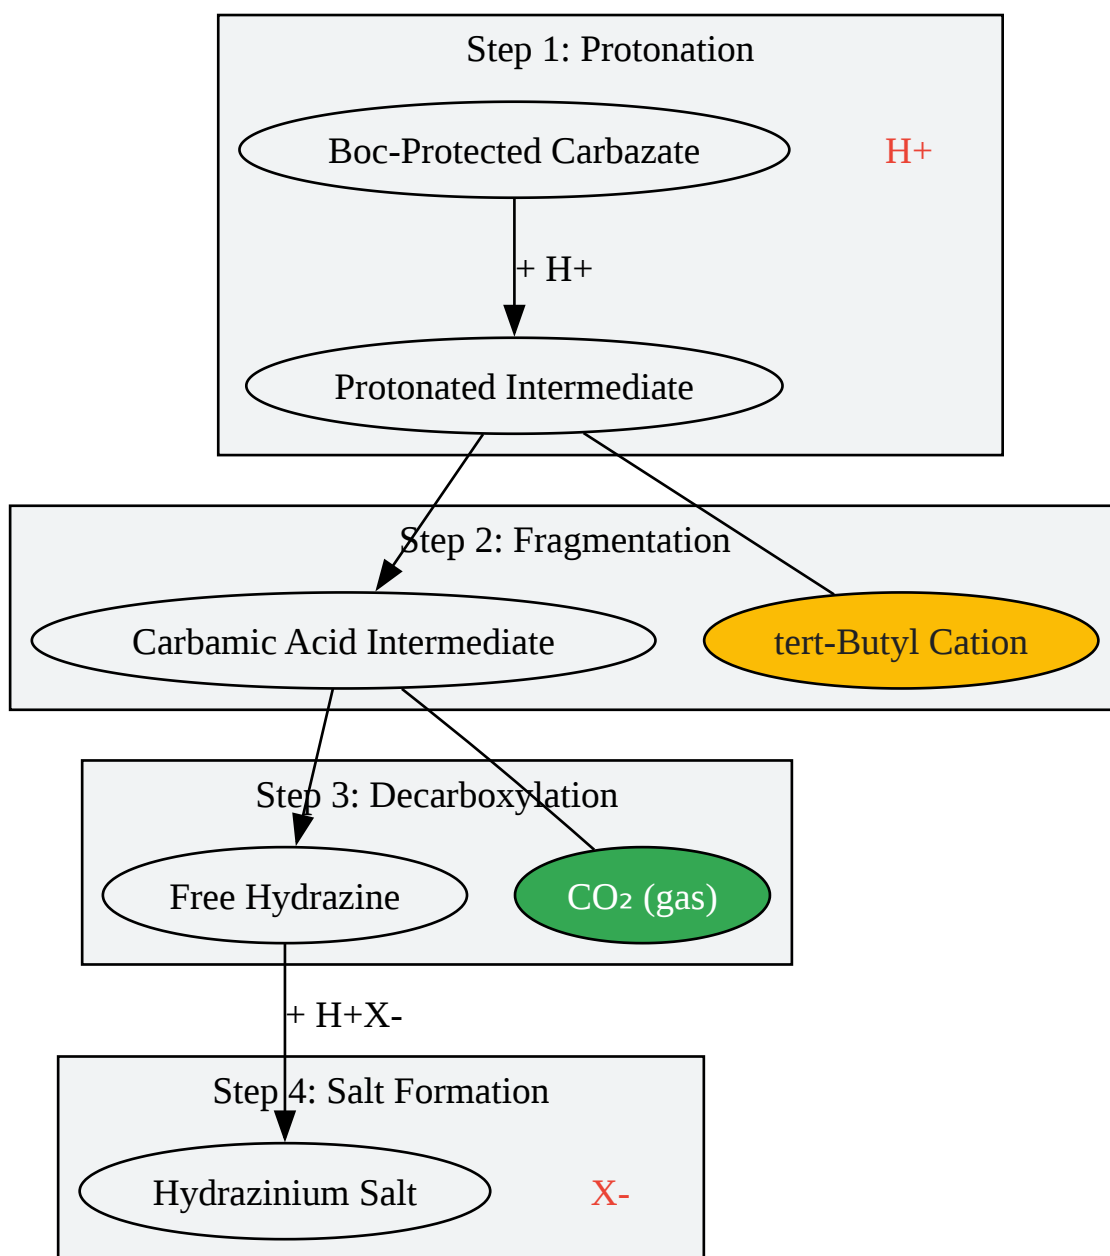 Step 1: Protonation
Boc-Protected Carbazate
H+
+ H+
Protonated Intermediate
Step 2: Fragmentation
Carbamic Acid Intermediate
tert-Butyl Cation
Step 3: Decarboxylation
Free Hydrazine
CO₂ (gas)
+ H+X-
Step 4: Salt Formation
Hydrazinium Salt
X-